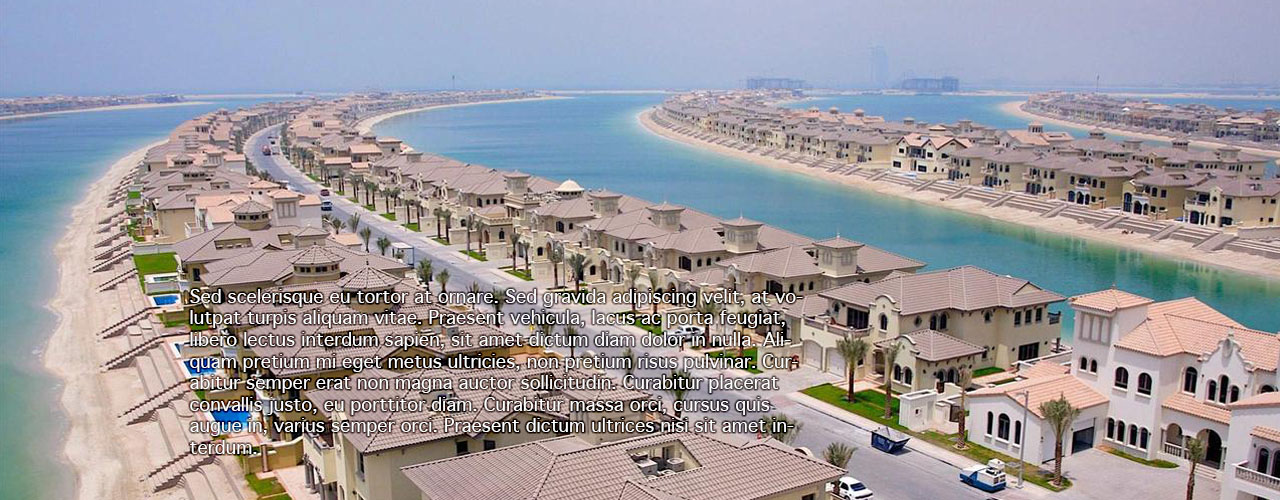 Sed scelerisque eu tortor at ornare. Sed gravida adipiscing velit, at vo-
lutpat turpis aliquam vitae. Praesent vehicula, lacus ac porta feugiat,
libero lectus interdum sapien, sit amet dictum diam dolor in nulla. Ali-
quam pretium mi eget metus ultricies, non pretium risus pulvinar. Cur-
abitur semper erat non magna auctor sollicitudin. Curabitur placerat
convallis justo, eu porttitor diam. Curabitur massa orci, cursus quis
augue in, varius semper orci. Praesent dictum ultrices nisi sit amet in-
terdum.